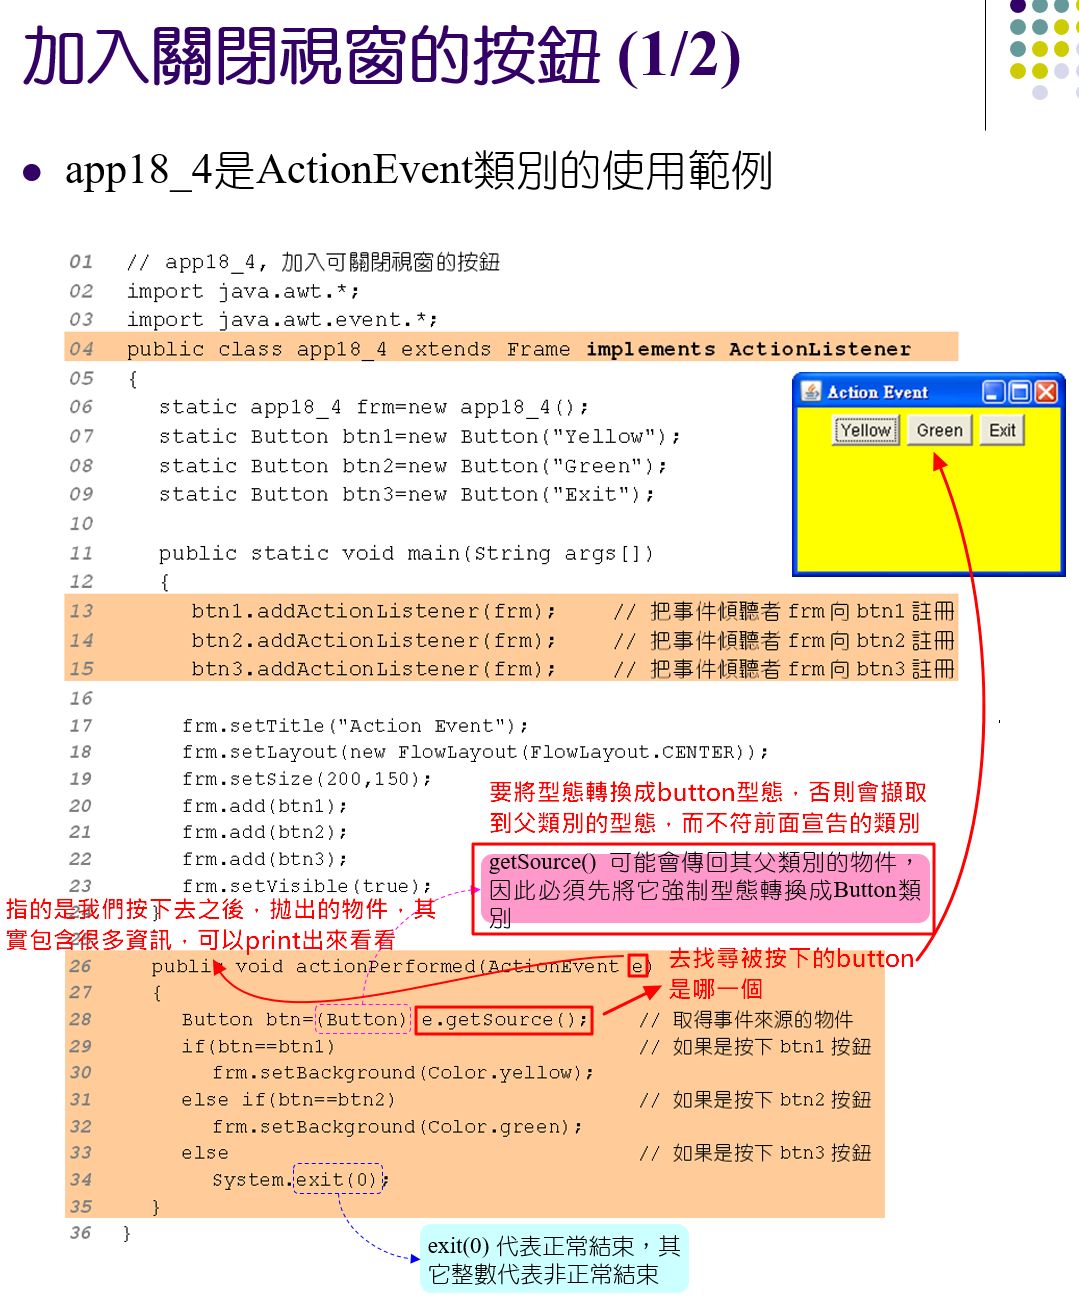 加入關閉視窗的按鈕 (1/2)
app18_4是ActionEvent類別的使用範例
01 // app18_4, 加入可關閉視窗的按鈕
02 import java.awt.*;
03 import java.awt.event.*;
04 public class app18_4 extends Frame implements ActionListener
05 {
06 static app18_4 frm=new app18_4();
07 static Button btn1=new Button("Yellow");
08 static Button btn2=new Button("Green");
09 static Button btn3=new Button("Exit");
10
11 public static void main(String args[])
12 {
13 btn1.addActionListener(frm); // 把事件傾聽者 frm 向 btn1 註冊
14 btn2.addActionListener(frm); // 把事件傾聽者 frm 向 btn2 註冊
15 btn3.addActionListener(frm); // 把事件傾聽者 frm 向 btn3 註冊
16
17 frm.setTitle("Action Event");
18 frm.setLayout(new FlowLayout(FlowLayout.CENTER));
19 frm.setSize(200,150);
20 frm.add(btn1);
21 frm.add(btn2);
22 frm.add(btn3);
23 frm.setVisible(true);
26 public void actionPerformed(ActionEvent e)
27 {
28 Button btn=(Button) e.getSource(); // 取得事件來源的物件
29 if(btn==btn1) // 如果是按下 btn1 按鈕
30 frm.setBackground(Color.yellow);
31 else if(btn==btn2) // 如果是按下 btn2 按鈕
32 frm.setBackground(Color.green);
33 else // 如果是按下 btn3 按鈕
34 System.exit(0);
35 }
36 }
Action Event
Yellow Green Exit
要將型態轉換成button型態，否則會擷取
到父類別的型態，而不符前面宣告的類別
getSource() 可能會傳回其父類別的物件，
因此必須先將它強制型態轉換成Button類
別
指的是我們按下去之後，拋出的物件，其
實包含很多資訊，可以print出來看看
去找尋被按下的button
是哪一個
exit(0) 代表正常結束，其
它整數代表非正常結束